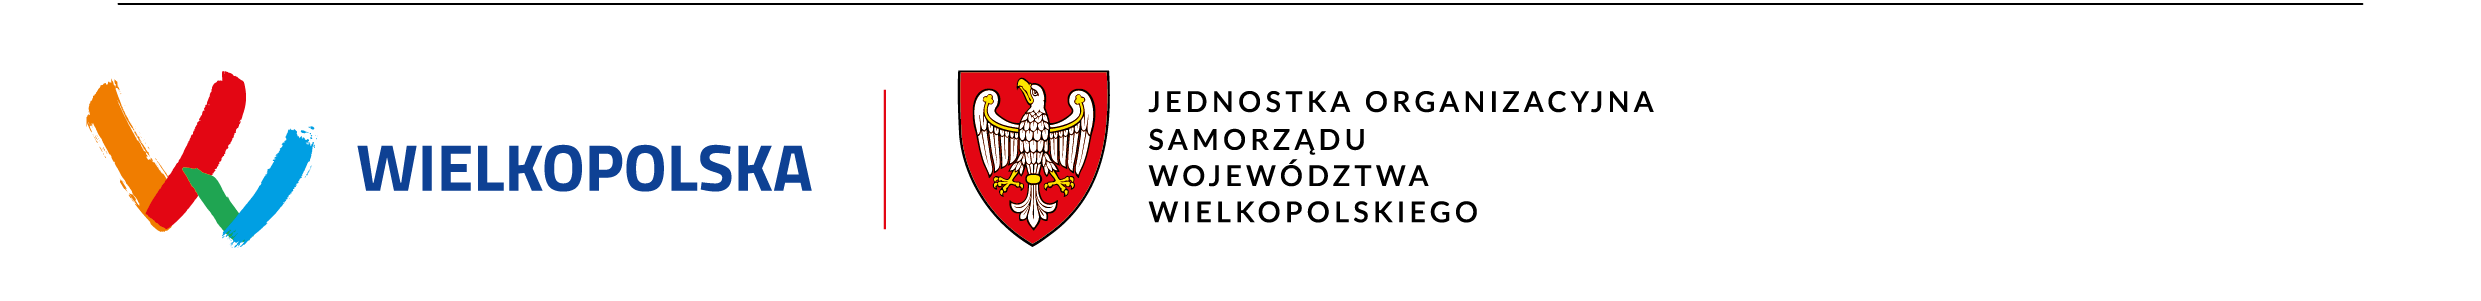 WIELKOPOLSKA
JEDNOSTKA ORGANIZACYJNA
SAMORZĄDU
WOJEWÓDZTWA
WIELKOPOLSKIEGO